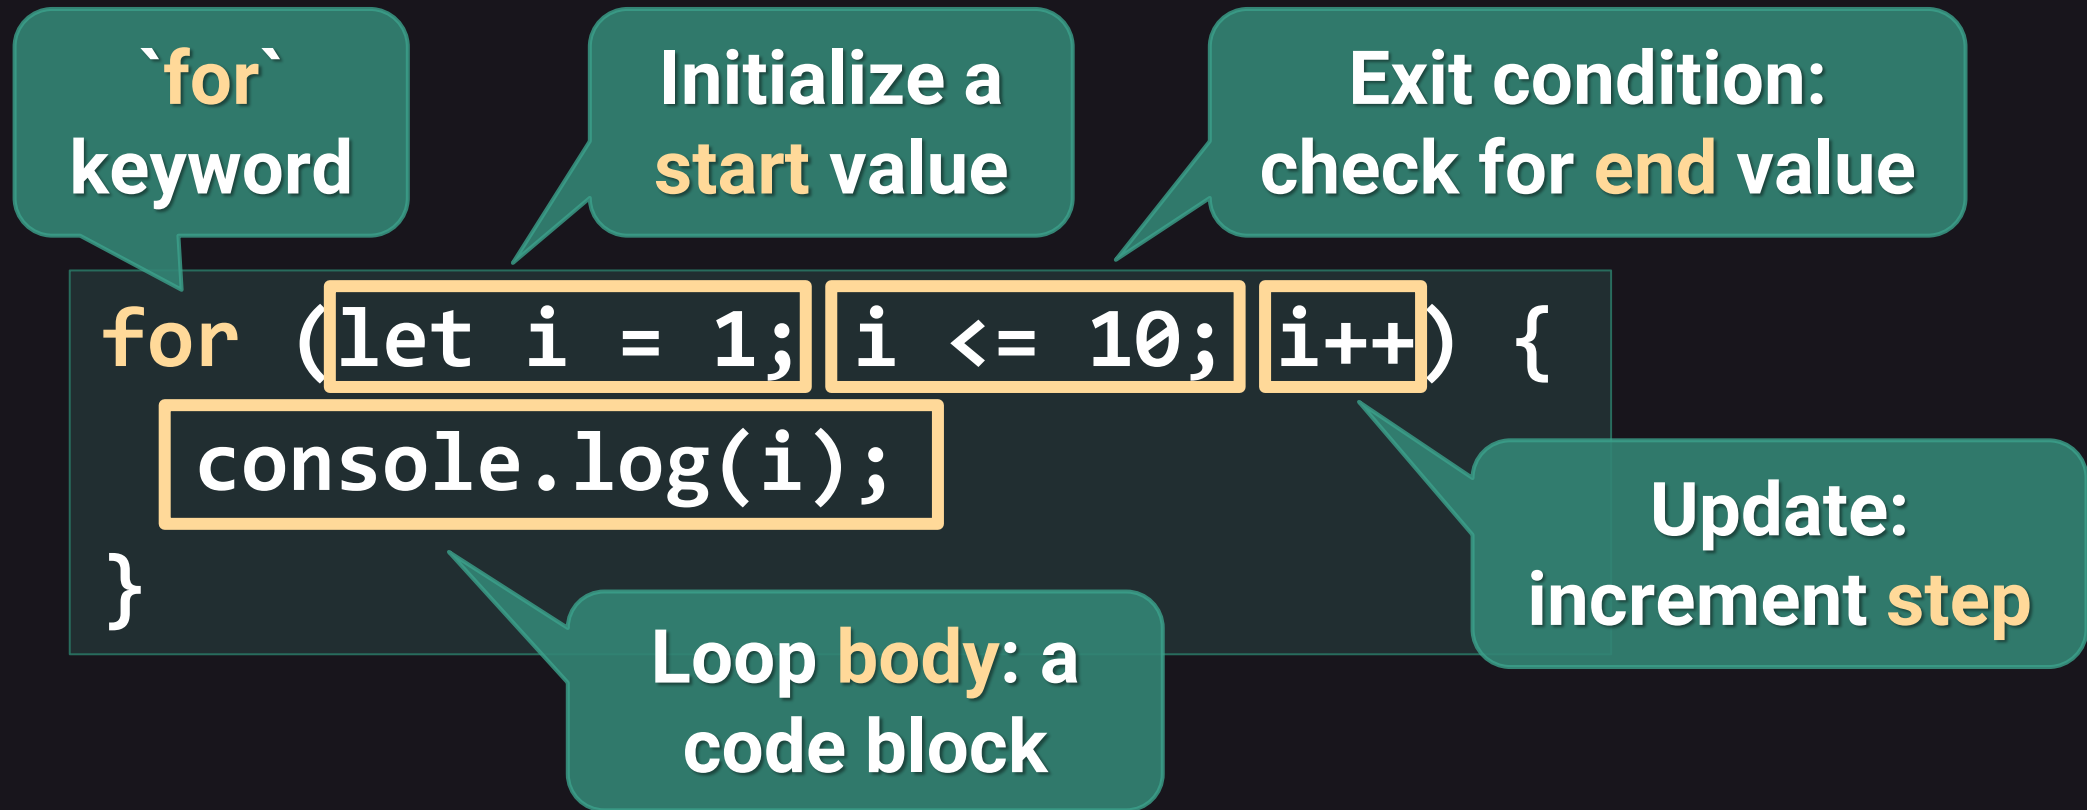 `for`
keyword
Initialize a
start value
Exit condition:
check for end value
for (let i = 1; i <= 10; i++) {
console.log(i);
}
Update:
increment step
Loop body: a
code block